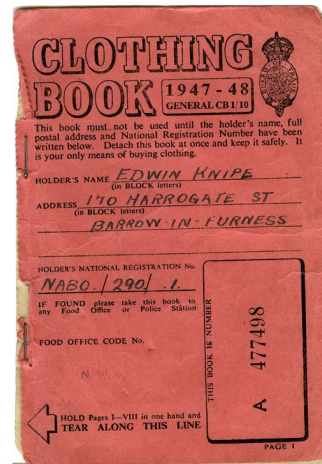 CLOTHING
BOOK 1947-48
GENERAL CB 1/10
This book must not be used until the holder's name, full
postal address and National Registration Number have been
written below. Detach this book at once and keep it safely. It
is your only means of buying clothing.
HOLDER'S NAME EDWIN KNIPE
(in BLOCK letters)
ADDRESS 170 HARROGATE ST
(in BLOCK letters)
BARROW-IN-FURNESS
HOLDER'S NATIONAL REGISTRATION No.
NABO / 290 / .1.
IF FOUND please take this book to
any Food Office or Police Station
FOOD OFFICE CODE No.
HOLD Pages I—VIII in one hand and
TEAR ALONG THIS LINE
THIS BOOK IS NUMBER
A 477498
PAGE I